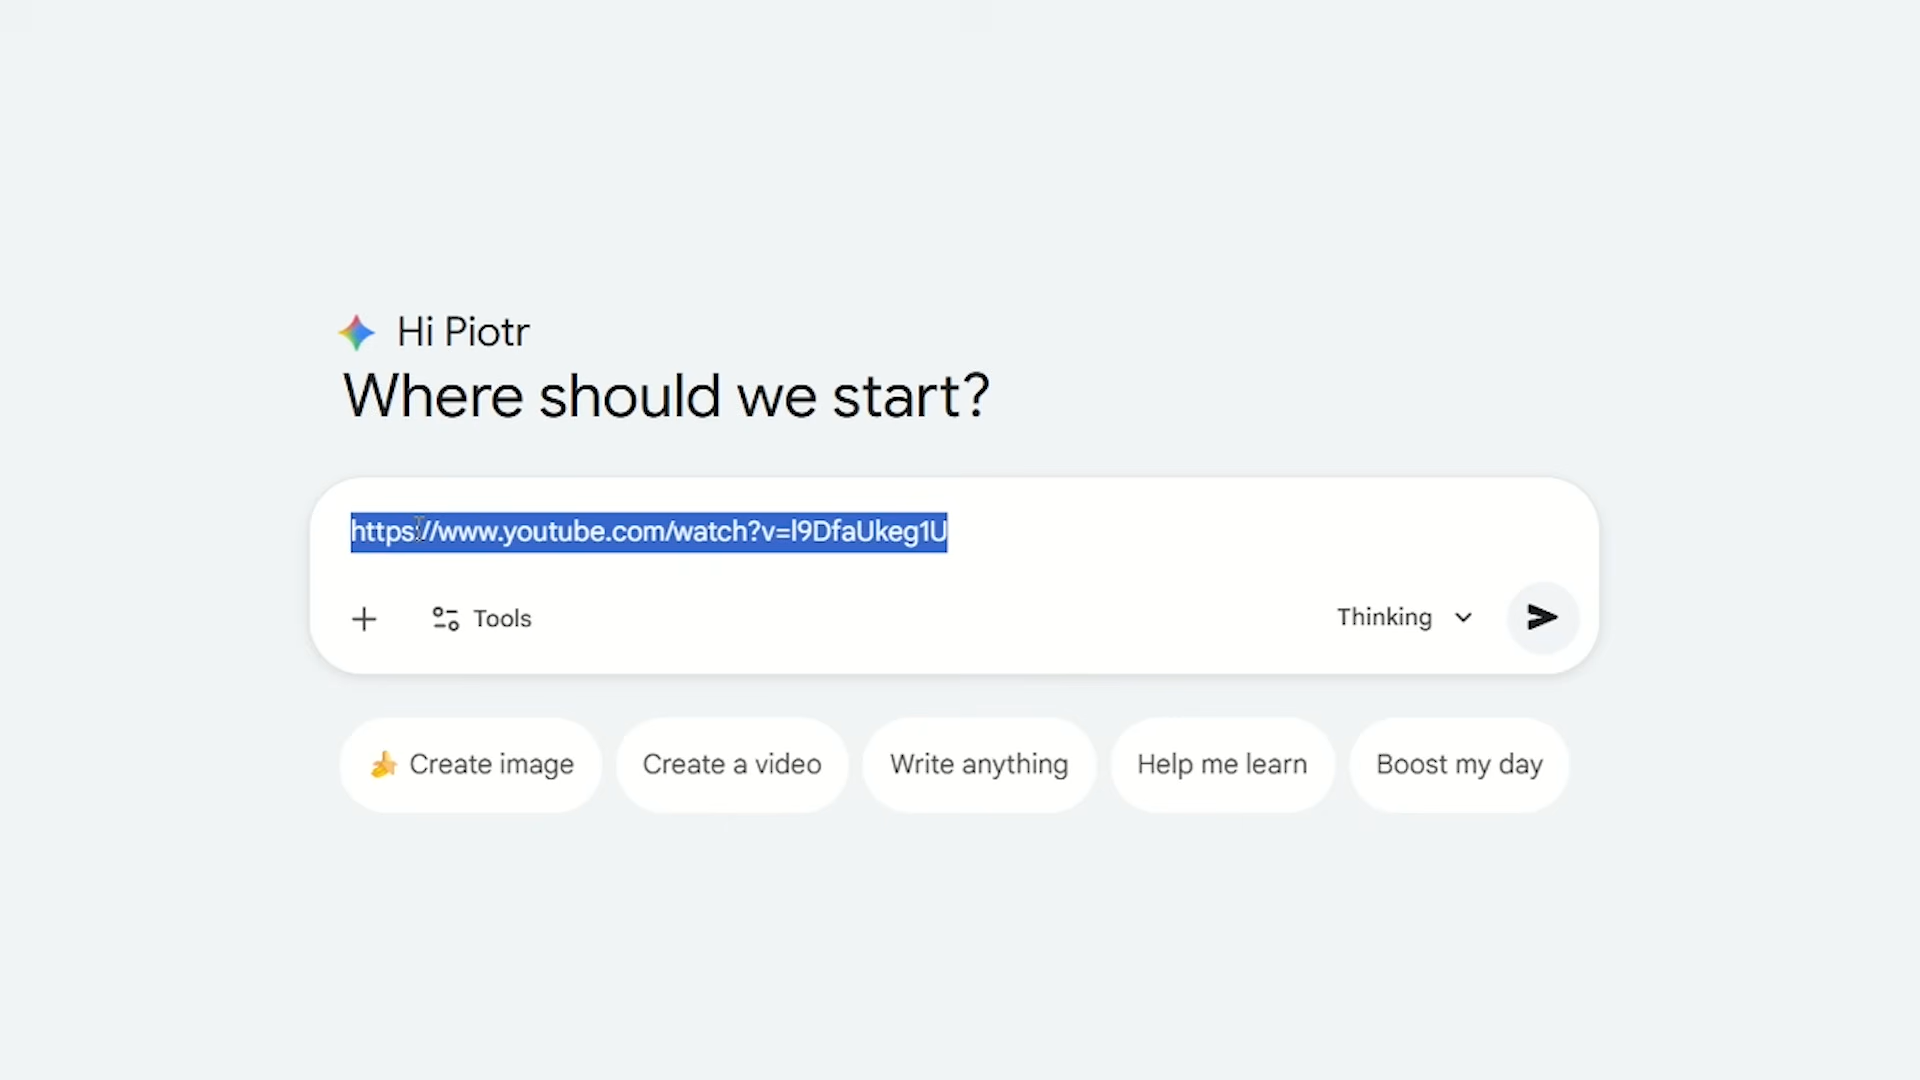 Hi Piotr
Where should we start?
https://www.youtube.com/watch?v=l9DfaUkeg1U
Tools
Thinking
Create image
Create a video
Write anything
Help me learn
Boost my day